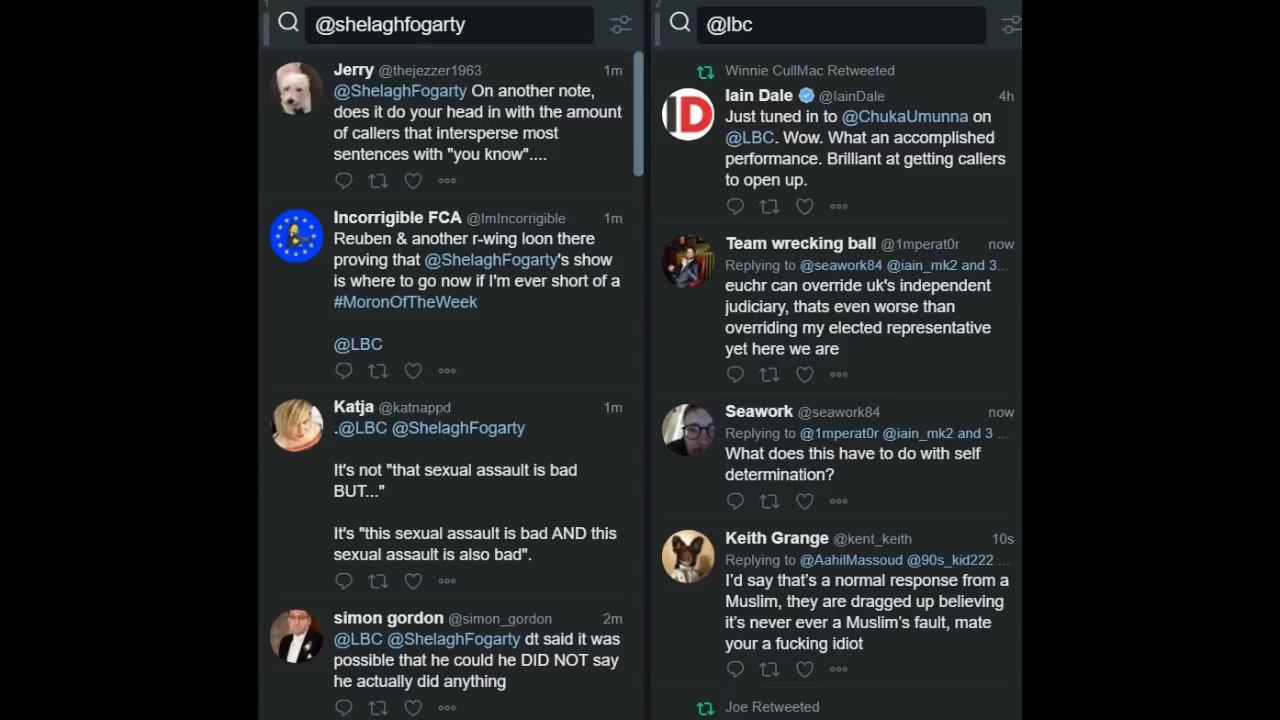 1
@shelaghfogarty
Jerry @thejezzer1963 1m
@ShelaghFogarty On another note,
does it do your head in with the amount
of callers that intersperse most
sentences with "you know"....
Incorrigible FCA @ImIncorrigible 1m
Reuben & another r-wing loon there
proving that @ShelaghFogarty's show
is where to go now if I'm ever short of a
#MoronOfTheWeek
@LBC
Katja @katnappd 1m
.@LBC @ShelaghFogarty
It's not "that sexual assault is bad
BUT..."
It's "this sexual assault is bad AND this
sexual assault is also bad".
simon gordon @simon_gordon 2m
@LBC @ShelaghFogarty dt said it was
possible that he could he DID NOT say
he actually did anything
2
@lbc
Winnie CullMac Retweeted
Iain Dale @IainDale 4h
Just tuned in to @ChukaUmunna on
@LBC. Wow. What an accomplished
performance. Brilliant at getting callers
to open up.
Team wrecking ball @1mperat0r now
Replying to @seawork84 @iain_mk2 and 3...
euchr can override uk's independent
judiciary, thats even worse than
overriding my elected representative
yet here we are
Seawork @seawork84 now
Replying to @1mperat0r @iain_mk2 and 3 ...
What does this have to do with self
determination?
Keith Grange @kent_keith 10s
Replying to @AahilMassoud @90s_kid222 ...
I’d say that’s a normal response from a
Muslim, they are dragged up believing
it’s never ever a Muslim’s fault, mate
your a fucking idiot
Joe Retweeted
ID